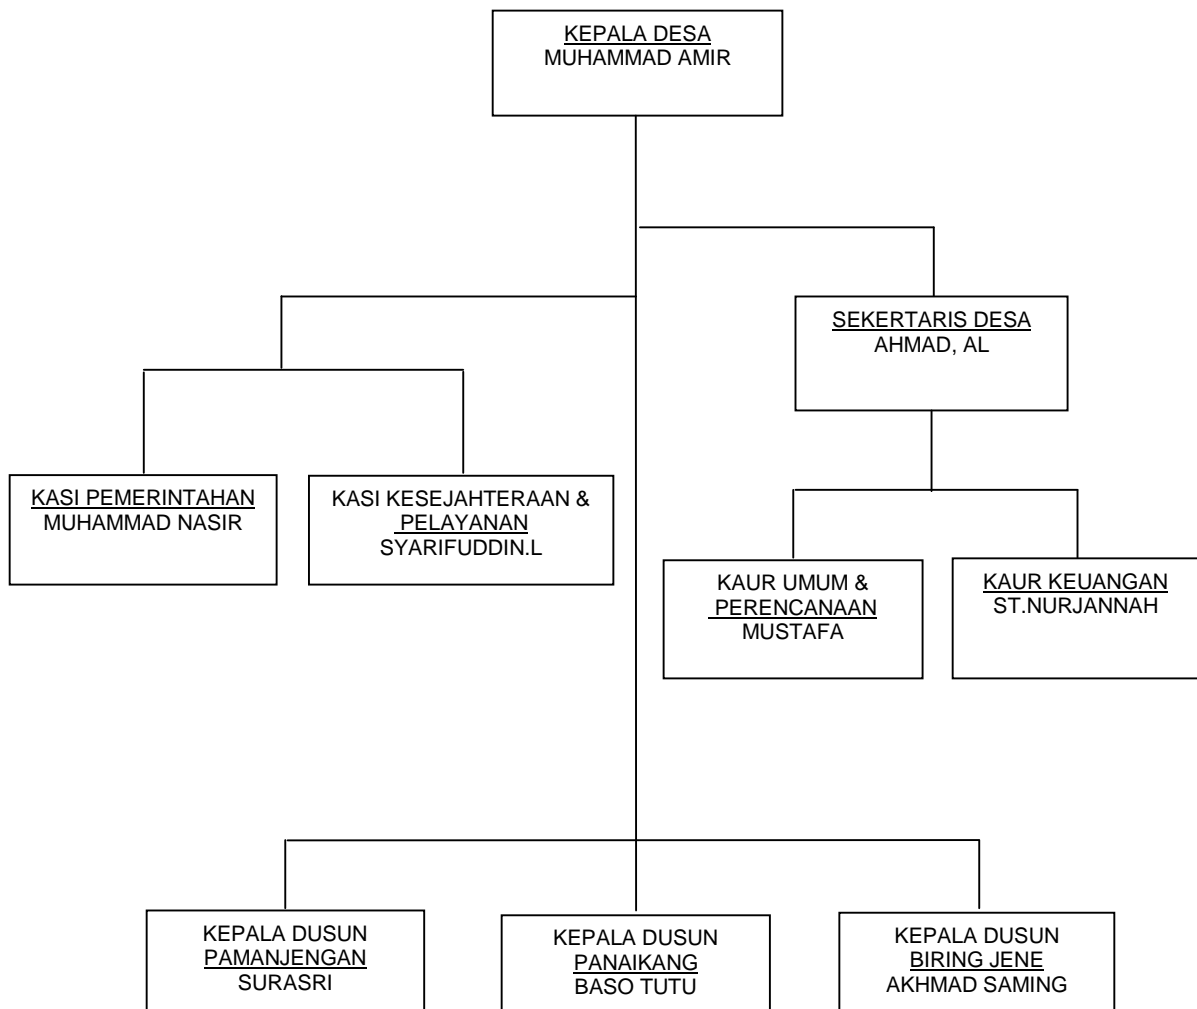 KEPALA DESA
MUHAMMAD AMIR
SEKERTARIS DESA
AHMAD, AL
KASI PEMERINTAHAN
MUHAMMAD NASIR
KASI KESEJAHTERAAN &
PELAYANAN
SYARIFUDDIN.L
KAUR UMUM &
PERENCANAAN
MUSTAFA
KAUR KEUANGAN
ST.NURJANNAH
KEPALA DUSUN
PAMANJENGAN
SURASRI
KEPALA DUSUN
PANAIKANG
BASO TUTU
KEPALA DUSUN
BIRING JENE
AKHMAD SAMING